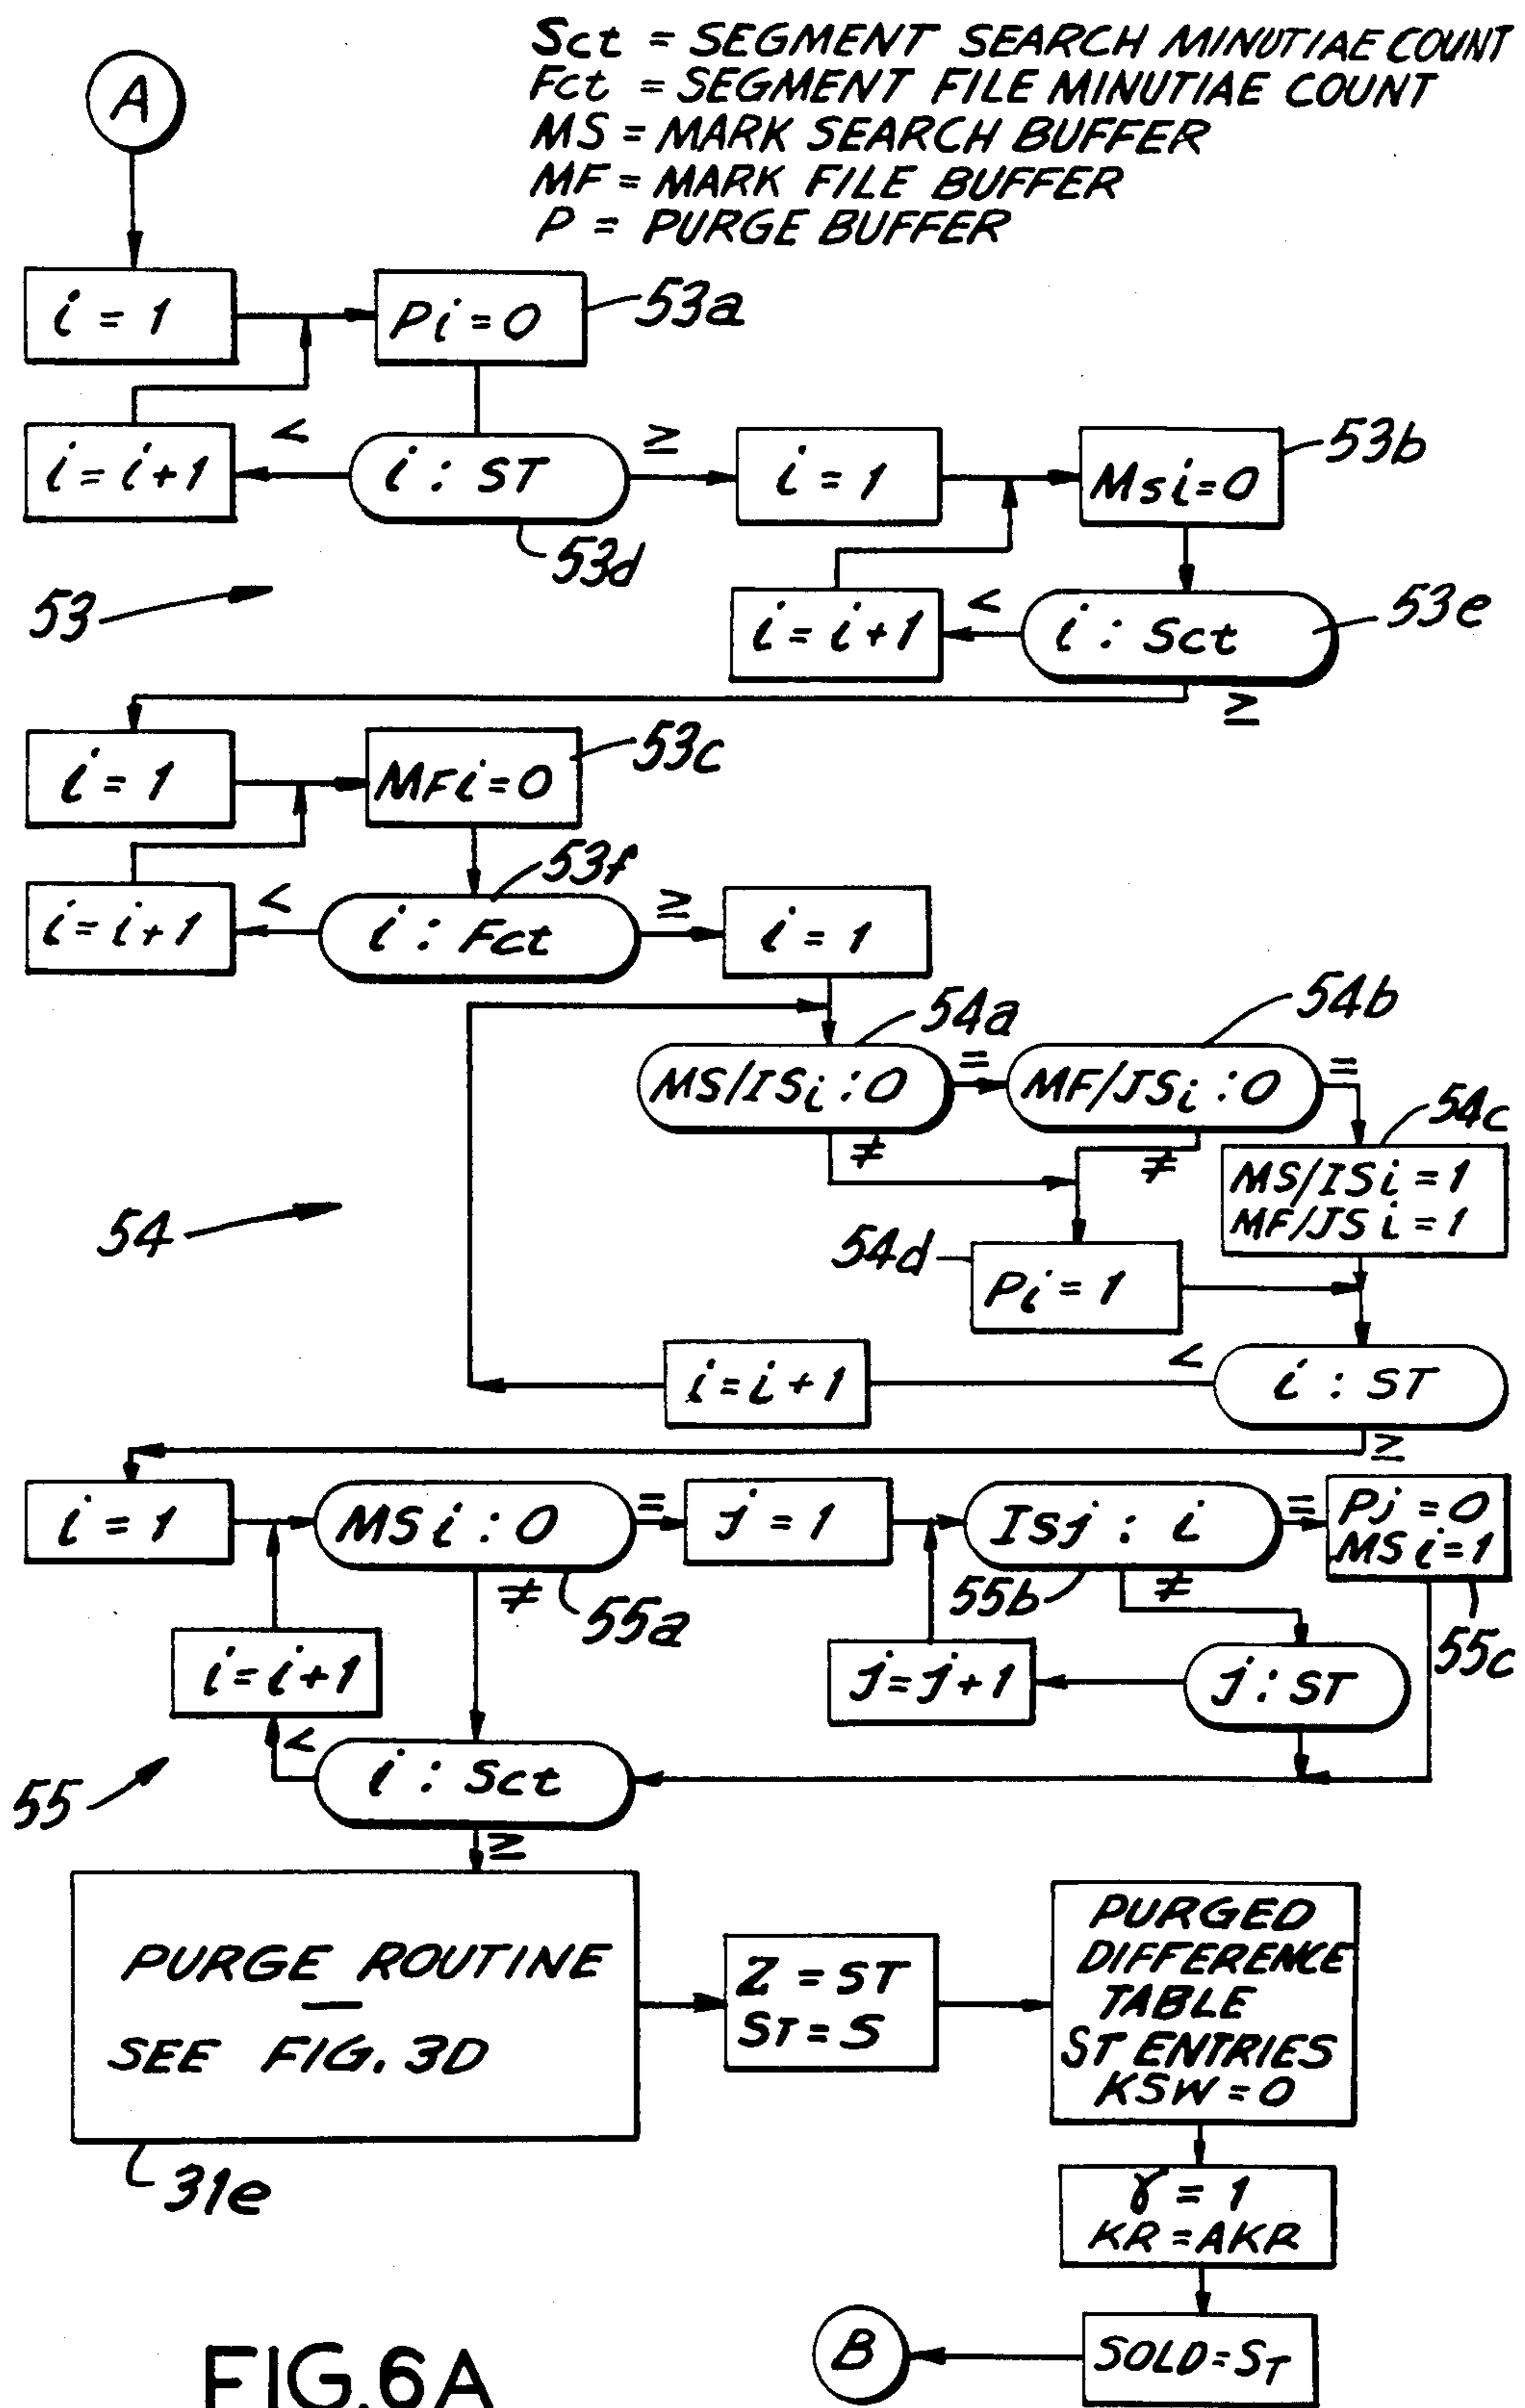 Sct = SEGMENT SEARCH MINUTIAE COUNT
Fct = SEGMENT FILE MINUTIAE COUNT
MS = MARK SEARCH BUFFER
MF = MARK FILE BUFFER
P = PURGE BUFFER
A
i = 1
Pi = 0
53a
i = i+1
<
i : ST
≥
53d
i = 1
Msi = 0
53b
53
i = i+1
<
i : Sct
53e
≥
i = 1
MFi = 0
53c
i = i+1
<
i : Fct
53f
≥
i = 1
MS/ISi : 0
54a
=
MF/JSi : 0
54b
=
≠
≠
54c
MS/ISi = 1
MF/JSi = 1
54
54d
Pi = 1
i = i+1
<
i : ST
≥
i = 1
MSi : 0
=
j = 1
ISj : i
=
Pj = 0
MSi = 1
≠
55a
55b
≠
55c
i = i+1
j = j+1
j : ST
<
i : Sct
55
≥
PURGE ROUTINE
—
SEE FIG. 3D
31e
Z = ST
ST = S
PURGED
DIFFERENCE
TABLE
ST ENTRIES
KSW = 0
γ = 1
KR = AKR
SOLD = ST
B
FIG.6A